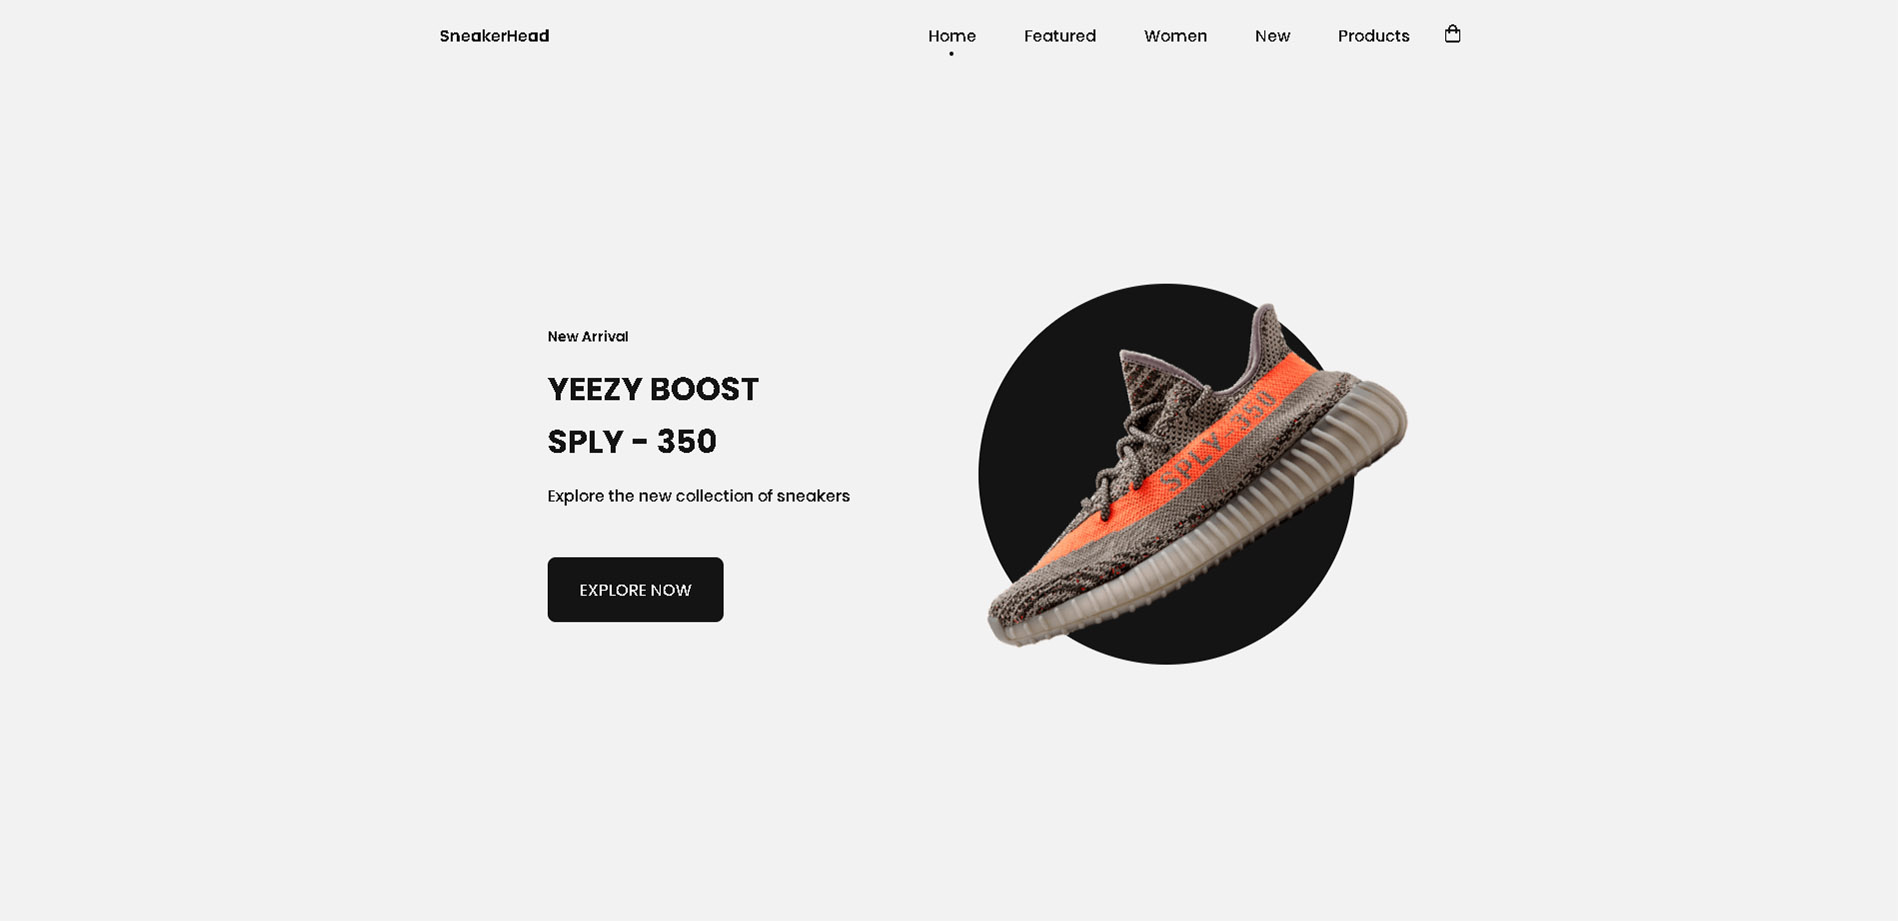 SneakerHead
Home Featured Women New Products
New Arrival
YEEZY BOOST
SPLY - 350
Explore the new collection of sneakers
EXPLORE NOW
SPLY-350